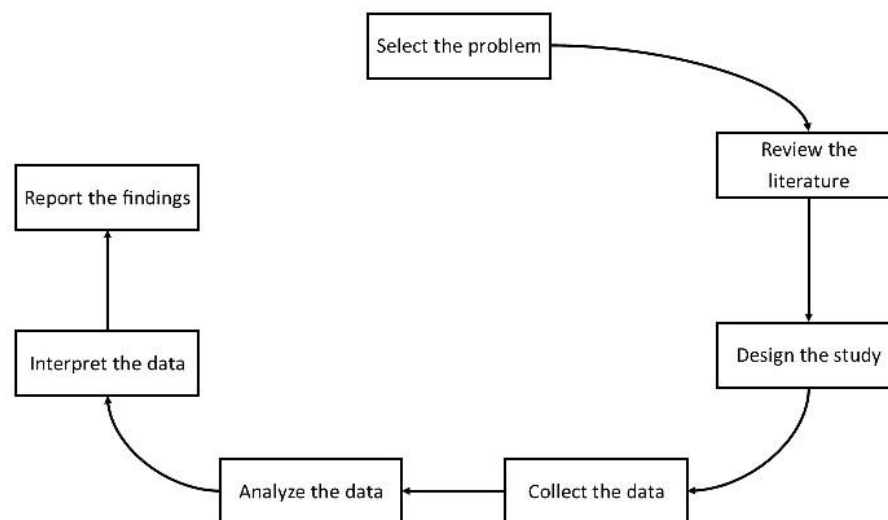 Select the problem
Review the
literature
Design the study
Collect the data
Analyze the data
Interpret the data
Report the findings